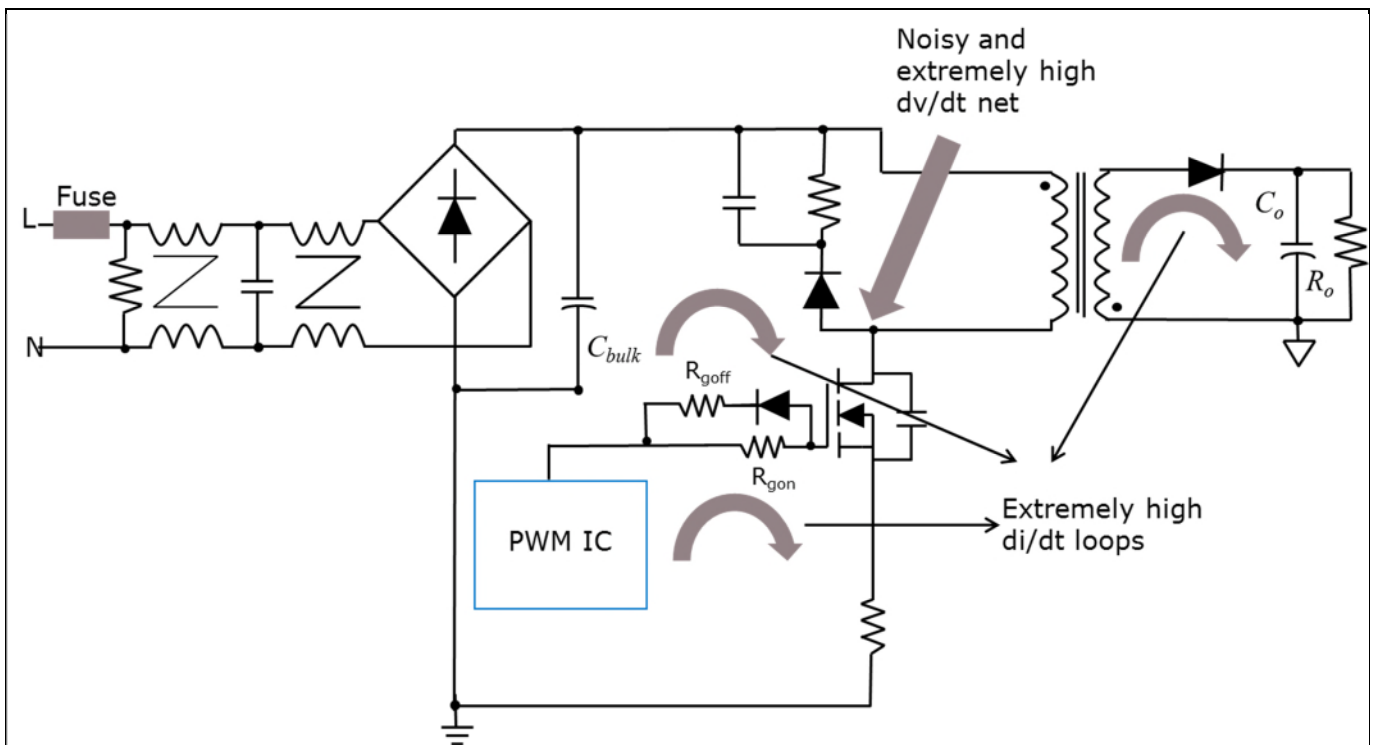 Noisy and
extremely high
dv/dt net
Fuse
L
N
C_bulk
R_goff
R_gon
PWM IC
C_o
R_o
Extremely high
di/dt loops